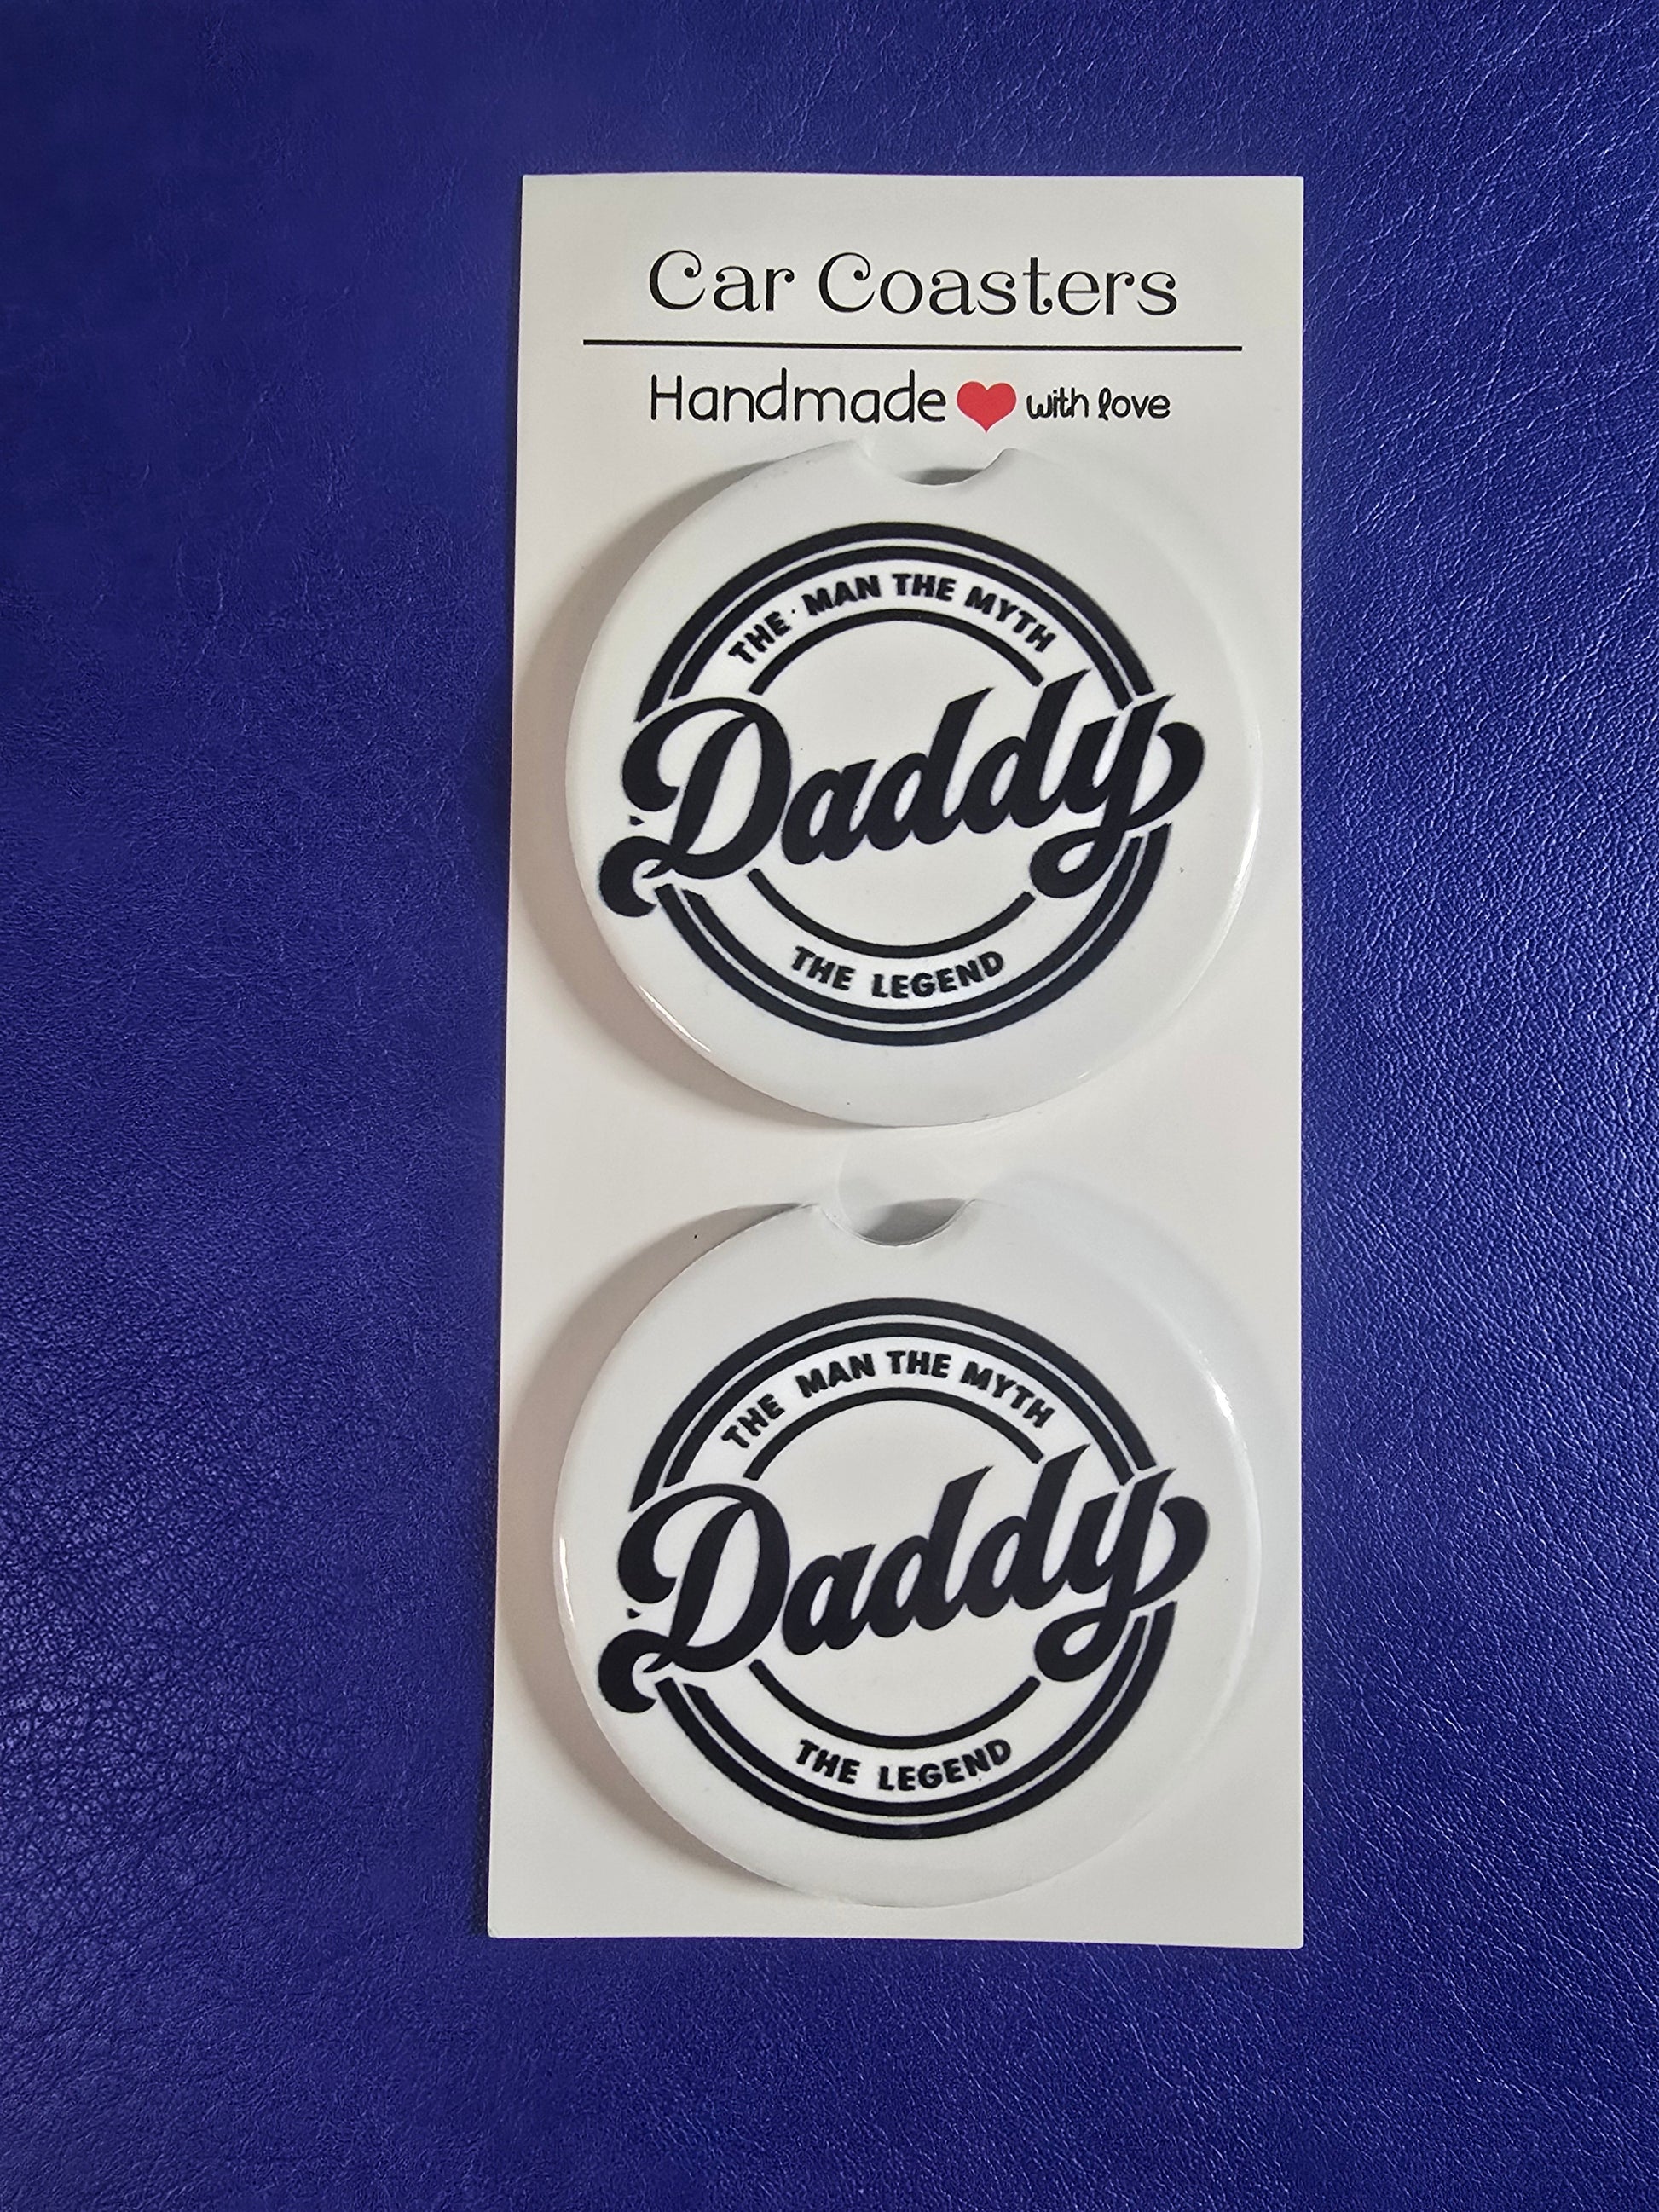 Car Coasters
Handmade ❤ with love
THE MAN THE MYTH
Daddy
THE LEGEND
THE MAN THE MYTH
Daddy
THE LEGEND